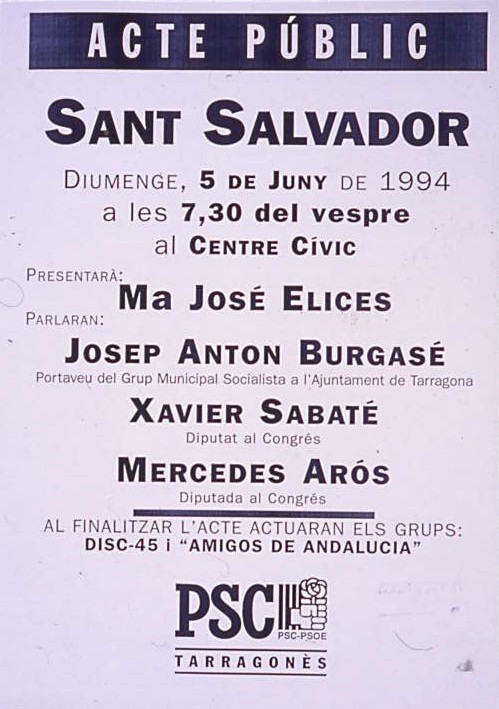 ACTE PÚBLIC
SANT SALVADOR
DIUMENGE, 5 DE JUNY DE 1994
a les 7,30 del vespre
al CENTRE CÍVIC
PRESENTARÀ:
Ma JOSÉ ELICES
PARLARAN:
JOSEP ANTON BURGASÉ
Portaveu del Grup Municipal Socialista a l'Ajuntament de Tarragona
XAVIER SABATÉ
Diputat al Congrés
MERCEDES ARÓS
Diputada al Congrés
AL FINALITZAR L'ACTE ACTUARAN ELS GRUPS:
DISC-45 i "AMIGOS DE ANDALUCIA"
PSC
PSC-PSOE
TARRAGONÈS